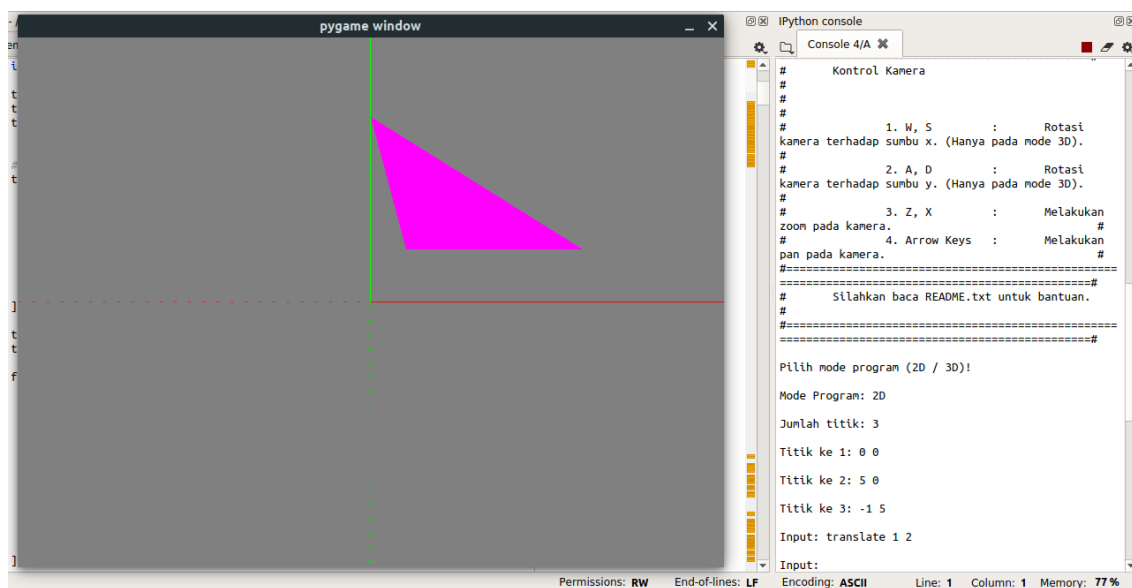 pygame window
IPython console
Console 4/A
# Kontrol Kamera
#
#
#
# 1. W, S : Rotasi
kamera terhadap sumbu x. (Hanya pada mode 3D).
#
# 2. A, D : Rotasi
kamera terhadap sumbu y. (Hanya pada mode 3D).
#
# 3. Z, X : Melakukan
zoom pada kamera. #
# 4. Arrow Keys : Melakukan
pan pada kamera. #
#==================================================
===============================================#
# Silahkan baca README.txt untuk bantuan.
#
#==================================================
===============================================#
Pilih mode program (2D / 3D)!
Mode Program: 2D
Jumlah titik: 3
Titik ke 1: 0 0
Titik ke 2: 5 0
Titik ke 3: -1 5
Input: translate 1 2
Input:
Permissions: RW End-of-lines: LF Encoding: ASCII Line: 1 Column: 1 Memory: 77 %